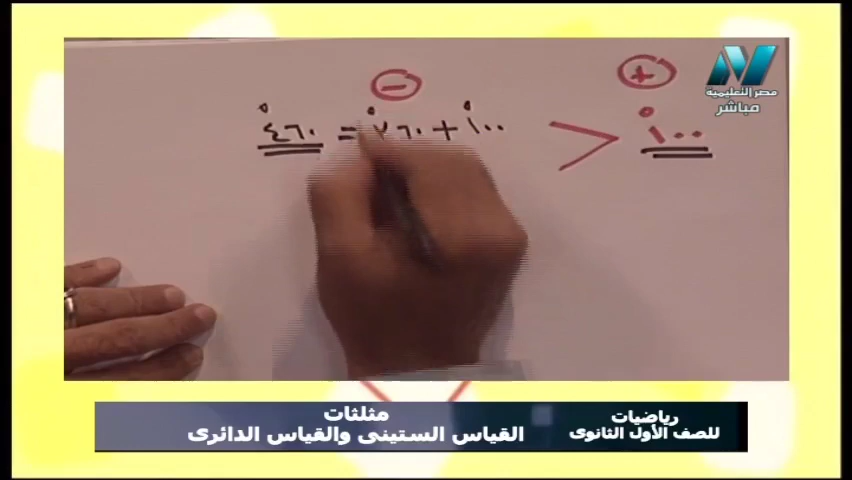 مصر التعليمية
مباشر
+ −
١٠٠° < ١٠٠° + ٣٦٠° = ٤٦٠°
رياضيات
للصف الأول الثانوى
مثلثات
القياس الستينى والقياس الدائرى